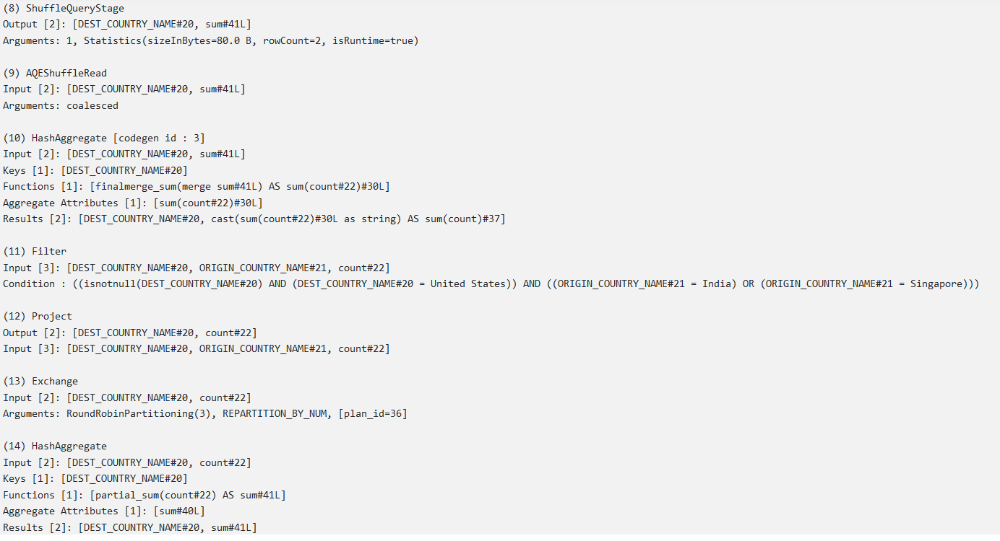 (8) ShuffleQueryStage
Output [2]: [DEST_COUNTRY_NAME#20, sum#41L]
Arguments: 1, Statistics(sizeInBytes=80.0 B, rowCount=2, isRuntime=true)
(9) AQEShuffleRead
Input [2]: [DEST_COUNTRY_NAME#20, sum#41L]
Arguments: coalesced
(10) HashAggregate [codegen id : 3]
Input [2]: [DEST_COUNTRY_NAME#20, sum#41L]
Keys [1]: [DEST_COUNTRY_NAME#20]
Functions [1]: [finalmerge_sum(merge sum#41L) AS sum(count#22)#30L]
Aggregate Attributes [1]: [sum(count#22)#30L]
Results [2]: [DEST_COUNTRY_NAME#20, cast(sum(count#22)#30L as string) AS sum(count)#37]
(11) Filter
Input [3]: [DEST_COUNTRY_NAME#20, ORIGIN_COUNTRY_NAME#21, count#22]
Condition : ((isnotnull(DEST_COUNTRY_NAME#20) AND (DEST_COUNTRY_NAME#20 = United States)) AND ((ORIGIN_COUNTRY_NAME#21 = India) OR (ORIGIN_COUNTRY_NAME#21 = Singapore)))
(12) Project
Output [2]: [DEST_COUNTRY_NAME#20, count#22]
Input [3]: [DEST_COUNTRY_NAME#20, ORIGIN_COUNTRY_NAME#21, count#22]
(13) Exchange
Input [2]: [DEST_COUNTRY_NAME#20, count#22]
Arguments: RoundRobinPartitioning(3), REPARTITION_BY_NUM, [plan_id=36]
(14) HashAggregate
Input [2]: [DEST_COUNTRY_NAME#20, count#22]
Keys [1]: [DEST_COUNTRY_NAME#20]
Functions [1]: [partial_sum(count#22) AS sum#41L]
Aggregate Attributes [1]: [sum#40L]
Results [2]: [DEST_COUNTRY_NAME#20, sum#41L]